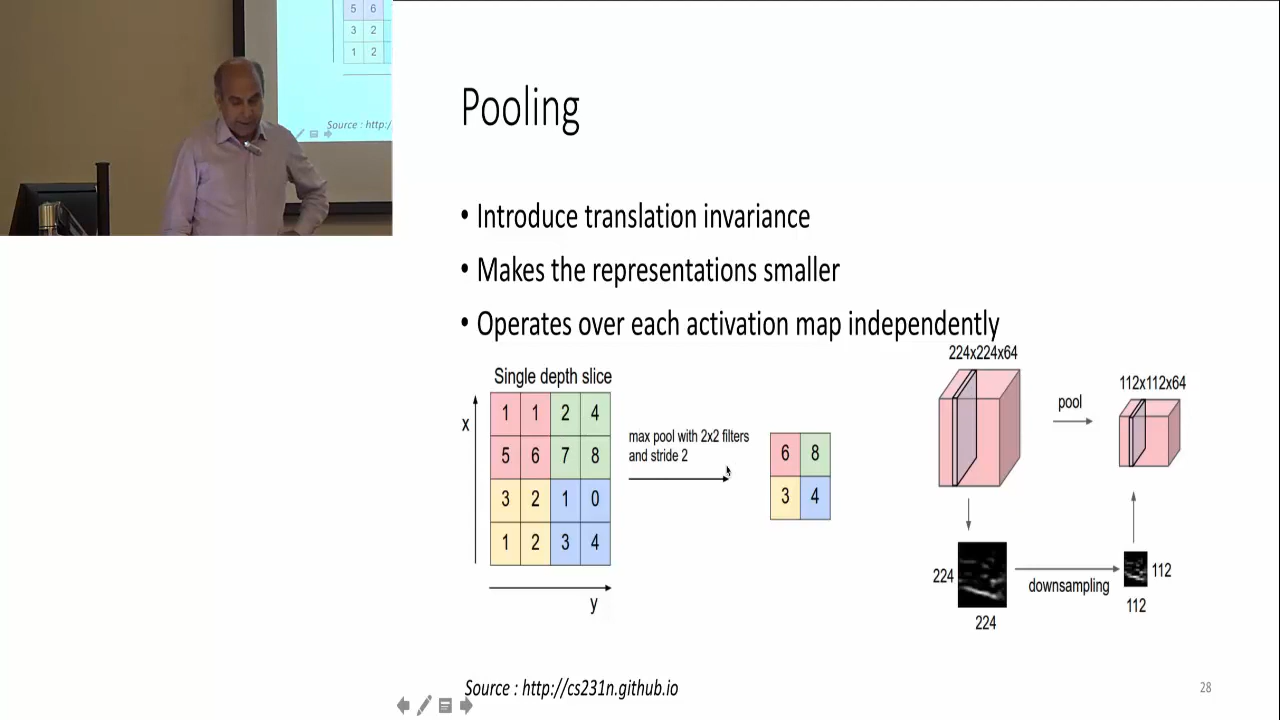 5 6
3 2
1 2
Source : http:/
Pooling
• Introduce translation invariance
• Makes the representations smaller
• Operates over each activation map independently
Single depth slice
x
1 1 2 4
5 6 7 8
3 2 1 0
1 2 3 4
y
max pool with 2x2 filters
and stride 2
6 8
3 4
224x224x64
pool
112x112x64
224
224
downsampling
112
112
Source : http://cs231n.github.io
28